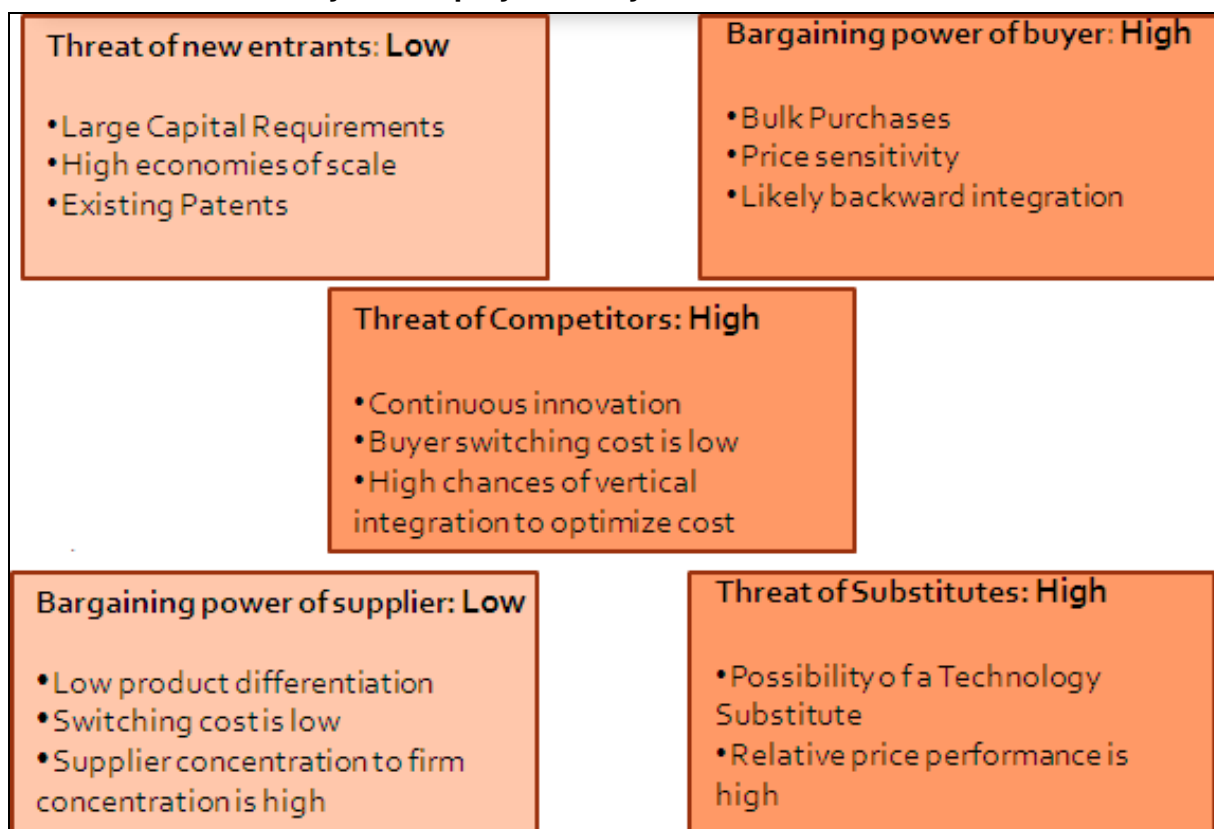 Threat of new entrants: Low
•Large Capital Requirements
•High economies of scale
•Existing Patents
Bargaining power of buyer: High
•Bulk Purchases
•Price sensitivity
•Likely backward integration
Threat of Competitors: High
•Continuous innovation
•Buyer switching cost is low
•High chances of vertical
integration to optimize cost
Bargaining power of supplier: Low
•Low product differentiation
•Switching cost is low
•Supplier concentration to firm
concentration is high
Threat of Substitutes: High
•Possibility of a Technology
Substitute
•Relative price performance is
high